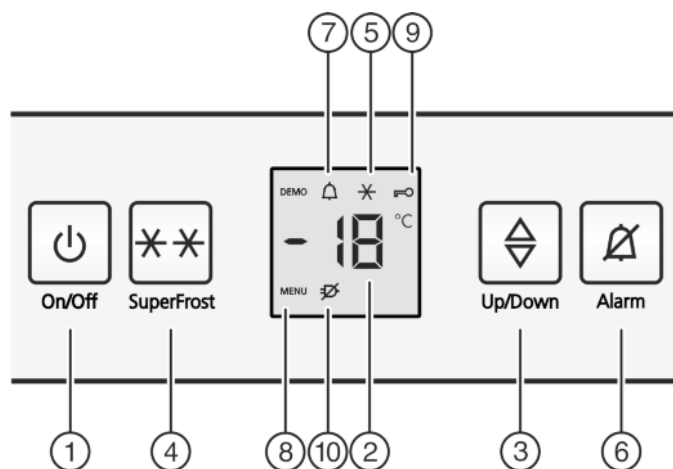 7 5 9
DEMO
-18 °C
MENU
On/Off SuperFrost Up/Down Alarm
1 4 8 10 2 3 6